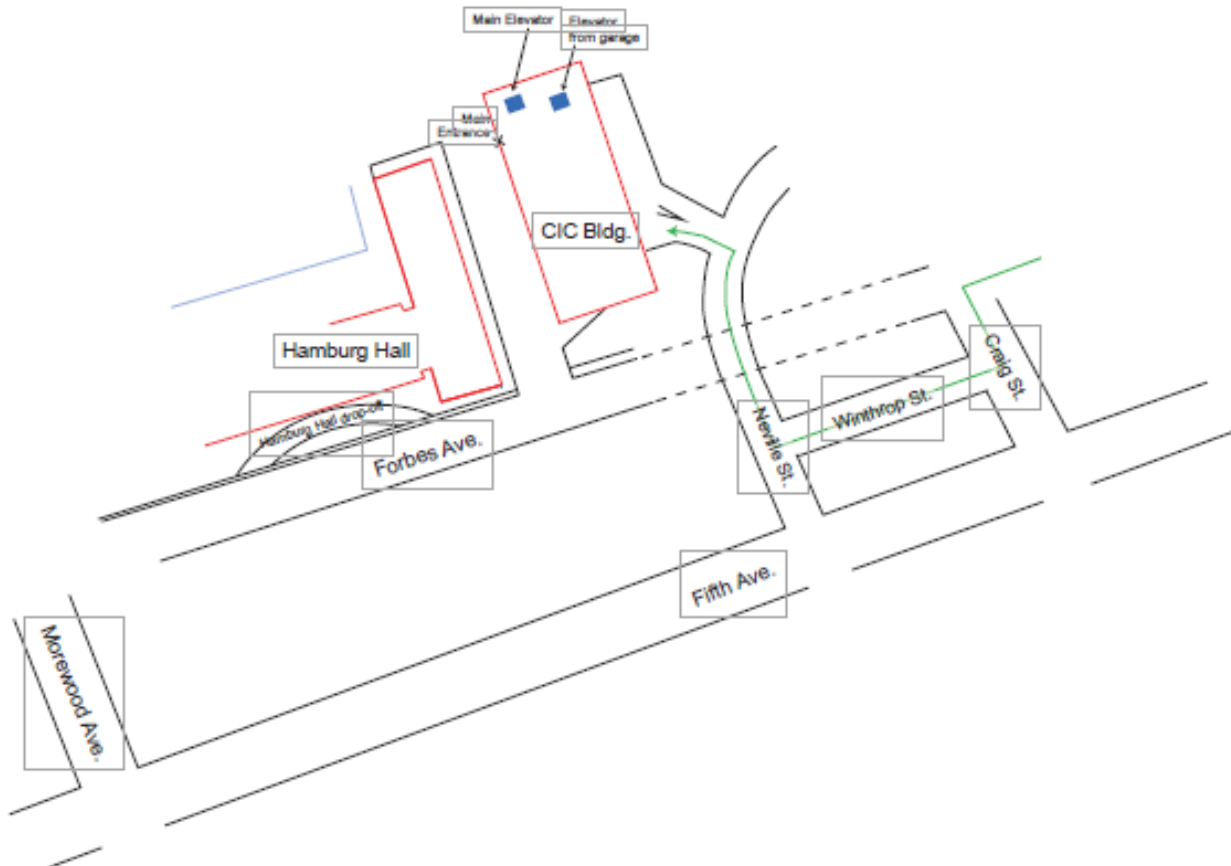 Main Elevator
Elevator
from garage
Main
Entrance
CIC Bldg.
Hamburg Hall
Hamburg Hall drop-off
Forbes Ave.
Craig St.
Winthrop St.
Neville St.
Fifth Ave.
Morewood Ave.